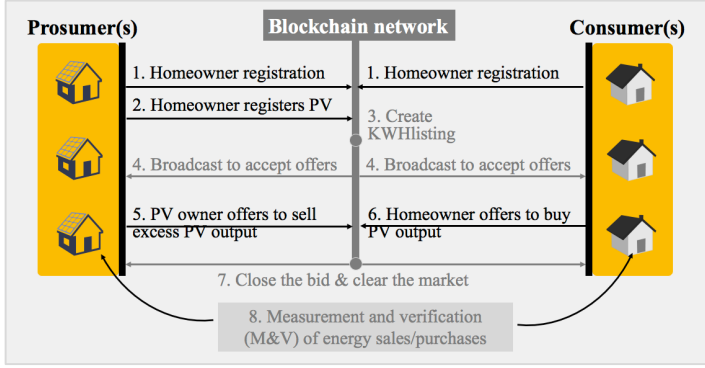 Prosumer(s)
Blockchain network
Consumer(s)
1. Homeowner registration
1. Homeowner registration
2. Homeowner registers PV
3. Create
KWHlisting
4. Broadcast to accept offers
4. Broadcast to accept offers
5. PV owner offers to sell
excess PV output
6. Homeowner offers to buy
PV output
7. Close the bid & clear the market
8. Measurement and verification
(M&V) of energy sales/purchases